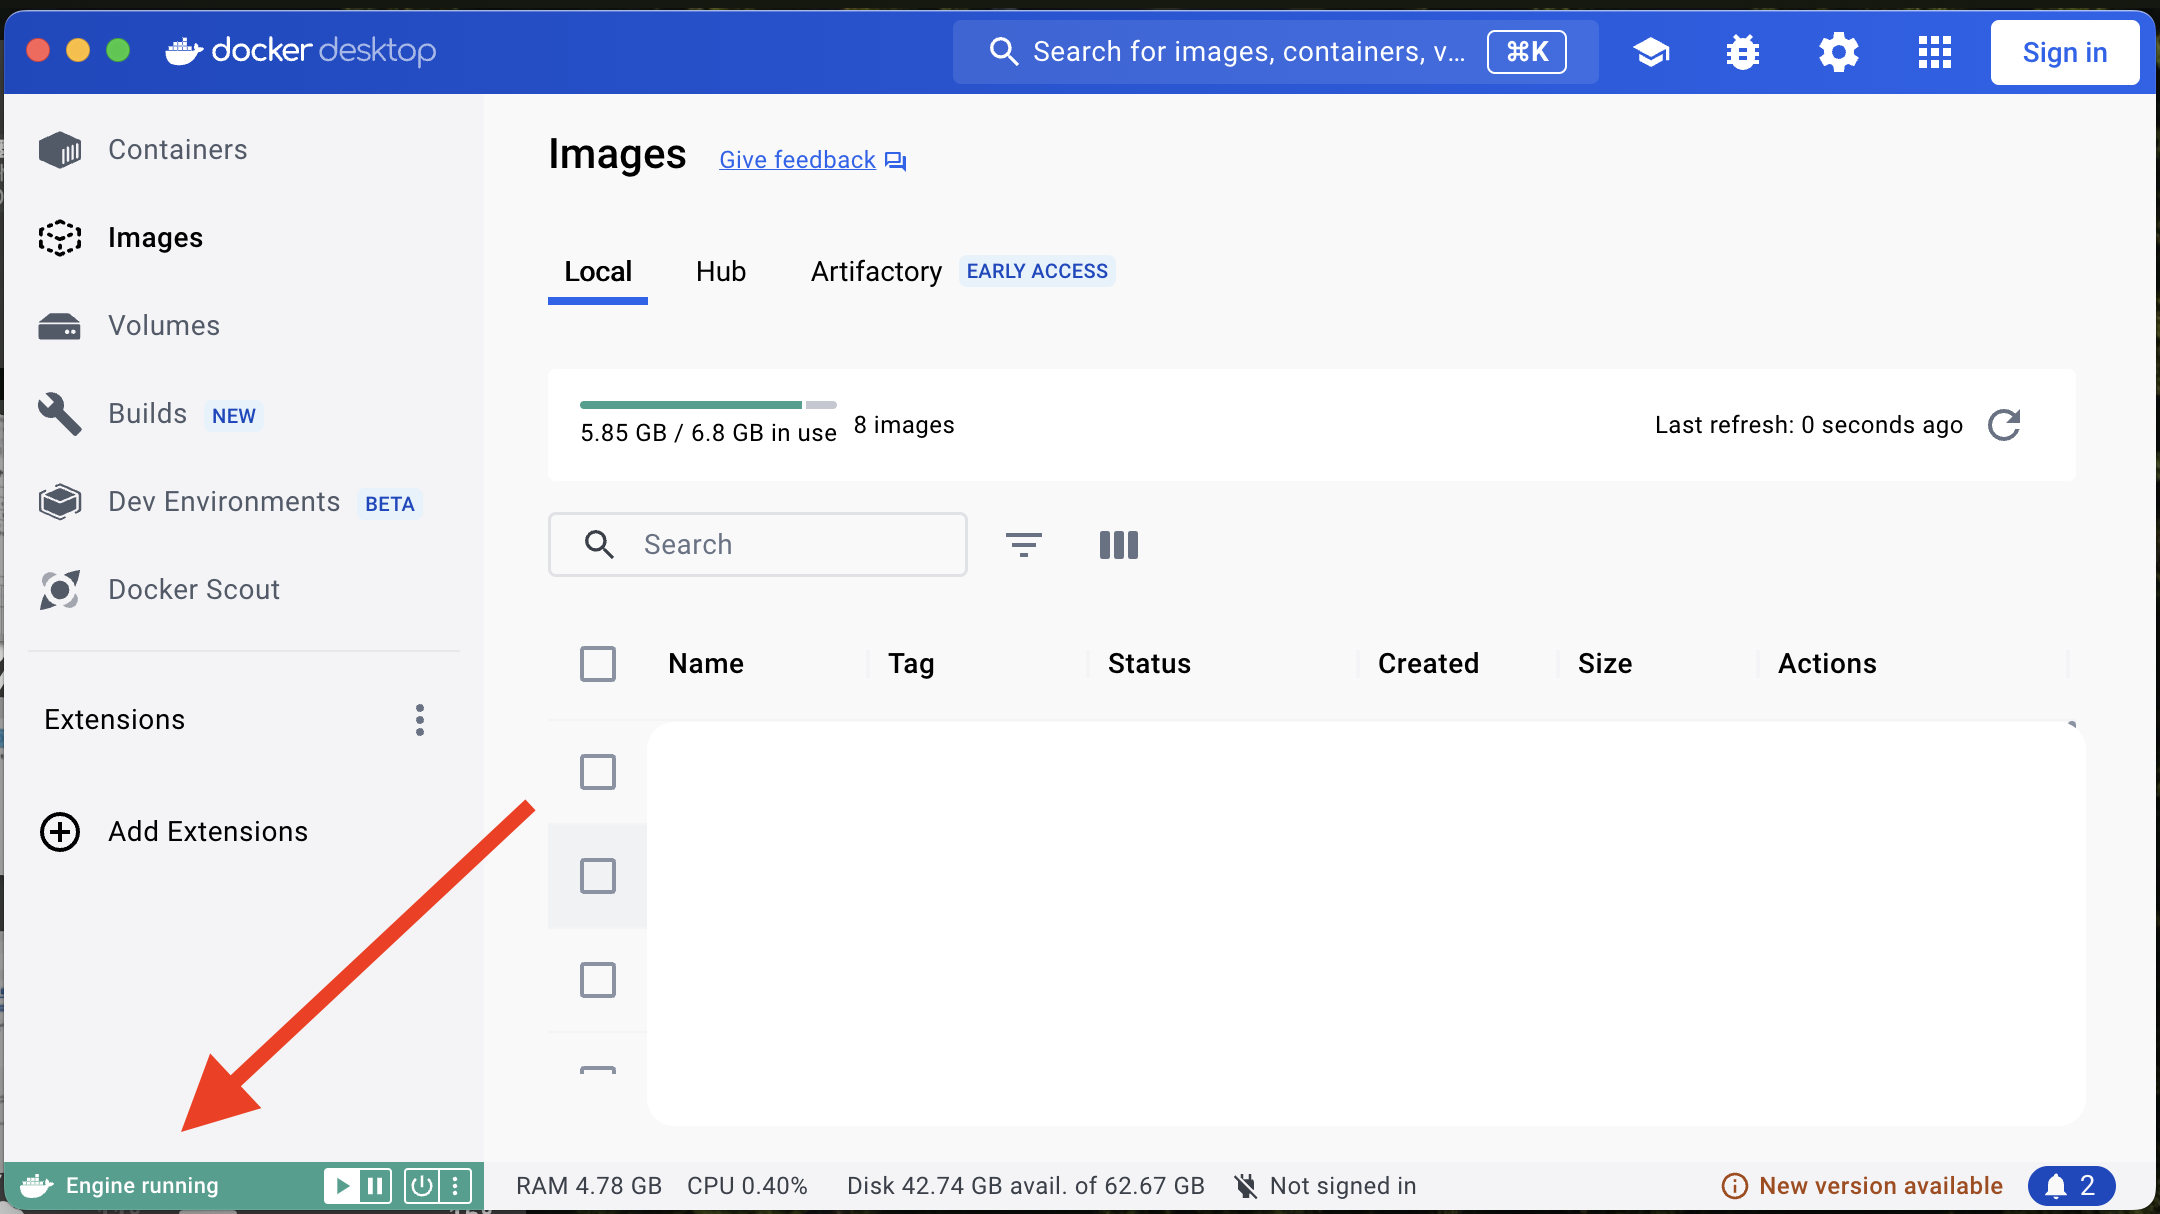 docker desktop
Search for images, containers, v...
⌘K
Sign in
Containers
Images
Volumes
Builds NEW
Dev Environments BETA
Docker Scout
Extensions
Add Extensions
Images Give feedback
Local Hub Artifactory EARLY ACCESS
5.85 GB / 6.8 GB in use
8 images
Last refresh: 0 seconds ago
Search
Name Tag Status Created Size Actions
Engine running
RAM 4.78 GB CPU 0.40% Disk 42.74 GB avail. of 62.67 GB Not signed in
New version available
2